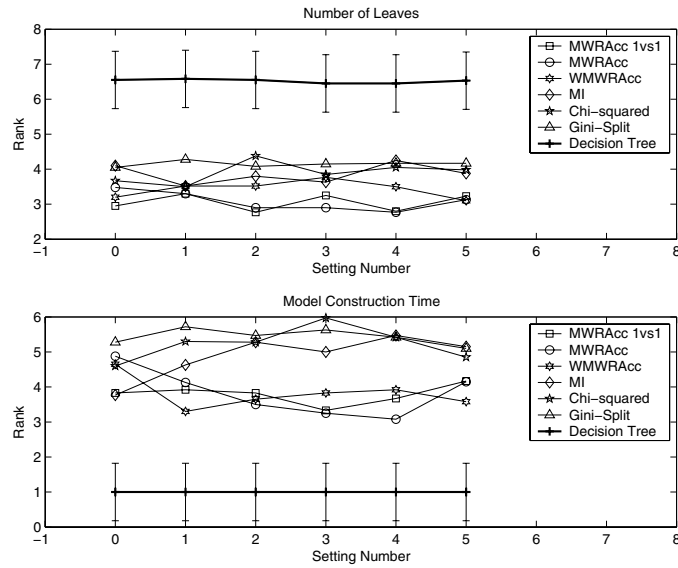 Number of Leaves
8
7
6
5
4
3
2
Rank
−1 0 1 2 3 4 5 6 7 8
Setting Number
MWRAcc 1vs1
MWRAcc
WMWRAcc
MI
Chi−squared
Gini−Split
Decision Tree
Model Construction Time
6
5
4
3
2
1
0
Rank
−1 0 1 2 3 4 5 6 7 8
Setting Number
MWRAcc 1vs1
MWRAcc
WMWRAcc
MI
Chi−squared
Gini−Split
Decision Tree